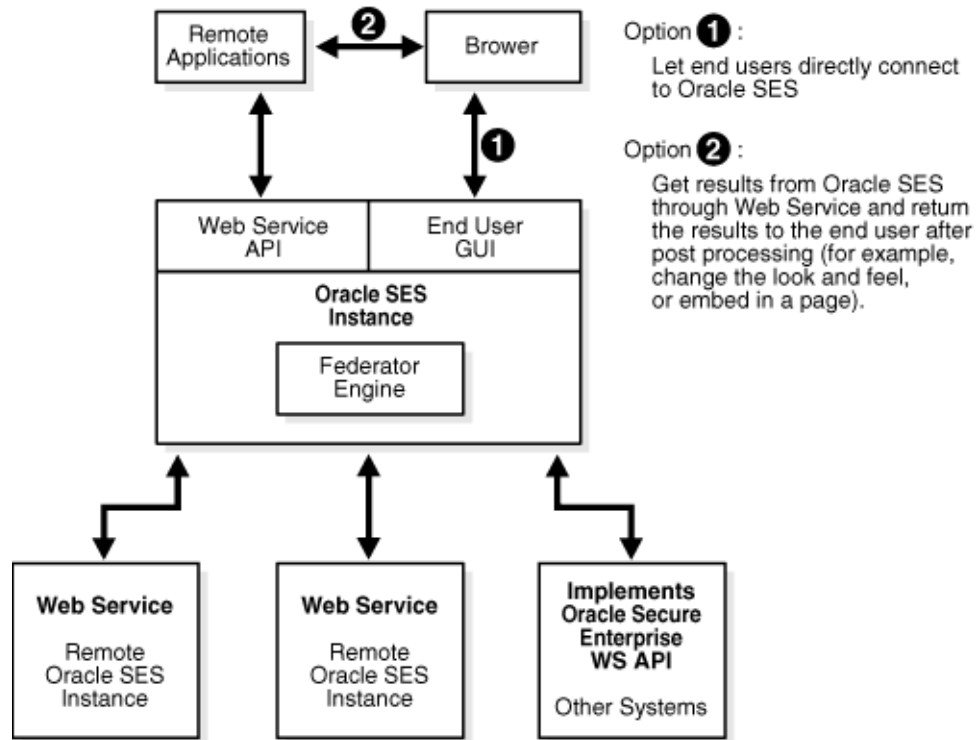 Remote
Applications
2
Brower
Option 1 :
Let end users directly connect
to Oracle SES
1
Option 2 :
Get results from Oracle SES
through Web Service and return
the results to the end user after
post processing (for example,
change the look and feel,
or embed in a page).
Web Service
API
End User
GUI
Oracle SES
Instance
Federator
Engine
Web Service
Remote
Oracle SES
Instance
Web Service
Remote
Oracle SES
Instance
Implements
Oracle Secure
Enterprise
WS API
Other Systems